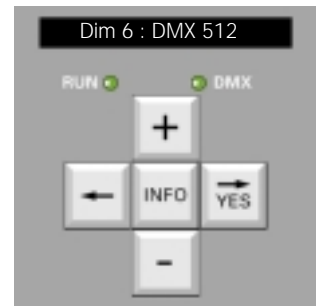 Dim 6 : DMX 512
RUN DMX
+
INFO YES
-